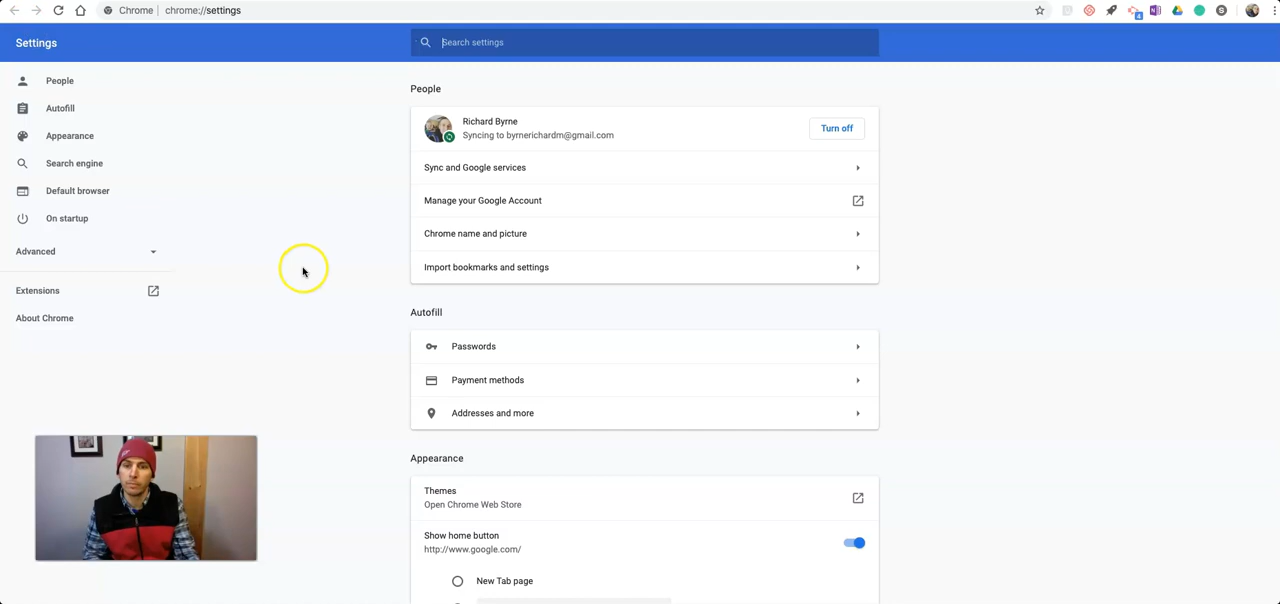 Chrome | chrome://settings
4
S
Settings
Search settings
People
Autofill
Appearance
Search engine
Default browser
On startup
Advanced
Extensions
About Chrome
People
Richard Byrne
Syncing to byrnerichardm@gmail.com
Turn off
Sync and Google services
Manage your Google Account
Chrome name and picture
Import bookmarks and settings
Autofill
Passwords
Payment methods
Addresses and more
Appearance
Themes
Open Chrome Web Store
Show home button
http://www.google.com/
New Tab page